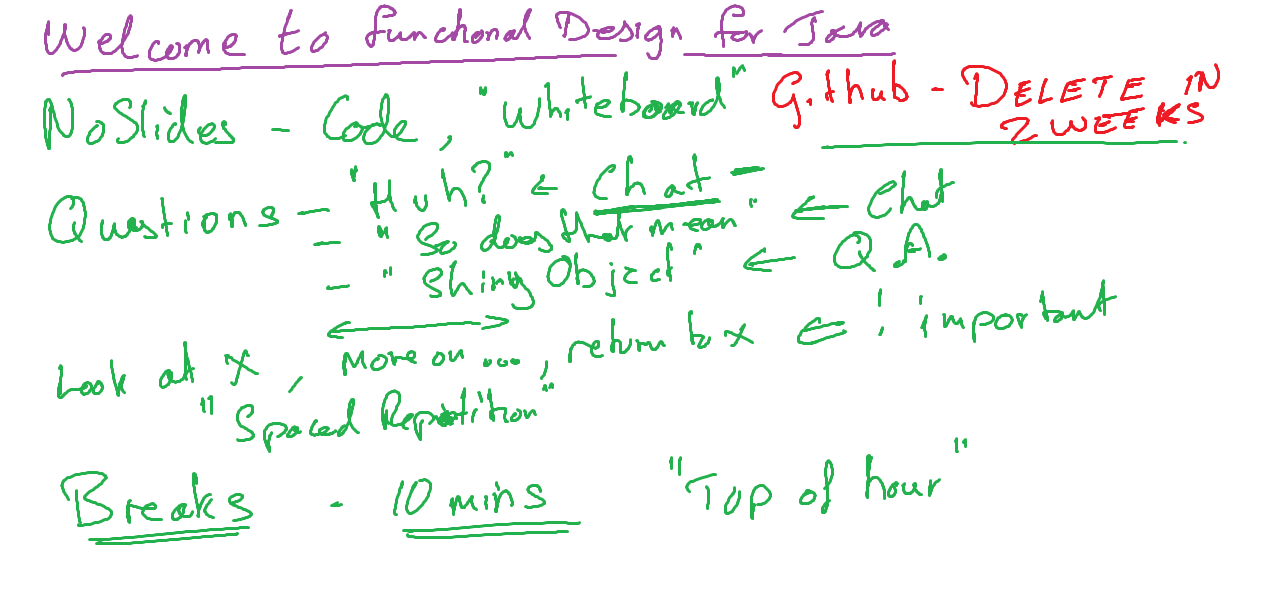 Welcome to Functional Design for Java
NoSlides - Code, "Whiteboard" Github - DELETE IN 2 WEEKS
Questions - "Huh?" ← Chat -
- "So does that mean" ← Chat
- "Shiny Object" ← Q.A.
Look at X, More on ..., return to X ← ! important
"Spaced Repetition"
Breaks - 10 mins "Top of hour"